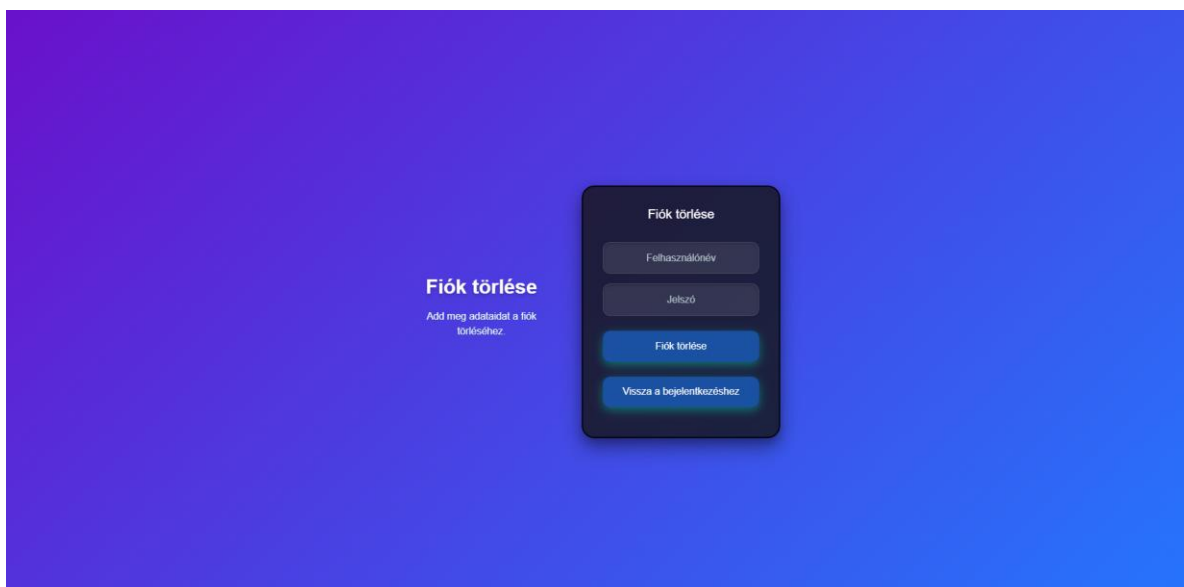 Fiók törlése
Add meg adataidat a fiók
törléséhez.
Fiók törlése
Felhasználónév
Jelszó
Fiók törlése
Vissza a bejelentkezéshez